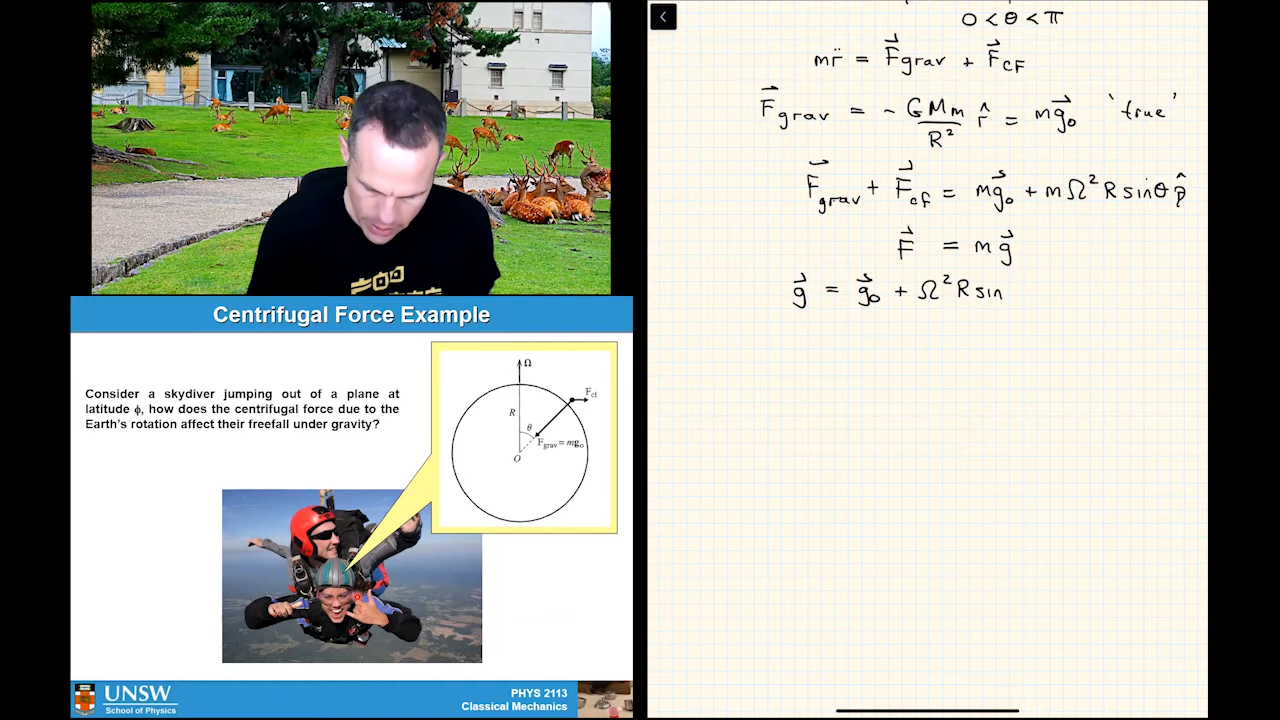 Centrifugal Force Example
Consider a skydiver jumping out of a plane at
latitude ϕ, how does the centrifugal force due to the
Earth's rotation affect their freefall under gravity?
Ω
F_cf
R
θ
F_grav = mg₀
O
UNSW
School of Physics
PHYS 2113
Classical Mechanics
0 < θ < π
mr̈ = F⃗grav + F⃗CF
F⃗grav = - GMm/R² r̂ = mg⃗₀ 'true'
F⃗grav + F⃗cf = mg⃗₀ + mΩ²R sinθ ρ̂
F⃗ = mg⃗
g⃗ = g⃗₀ + Ω²R sin